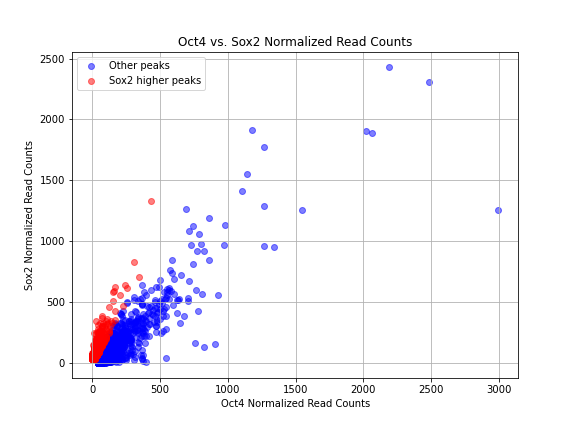 Oct4 vs. Sox2 Normalized Read Counts
Other peaks
Sox2 higher peaks
2500
2000
1500
1000
500
0
Sox2 Normalized Read Counts
0 500 1000 1500 2000 2500 3000
Oct4 Normalized Read Counts